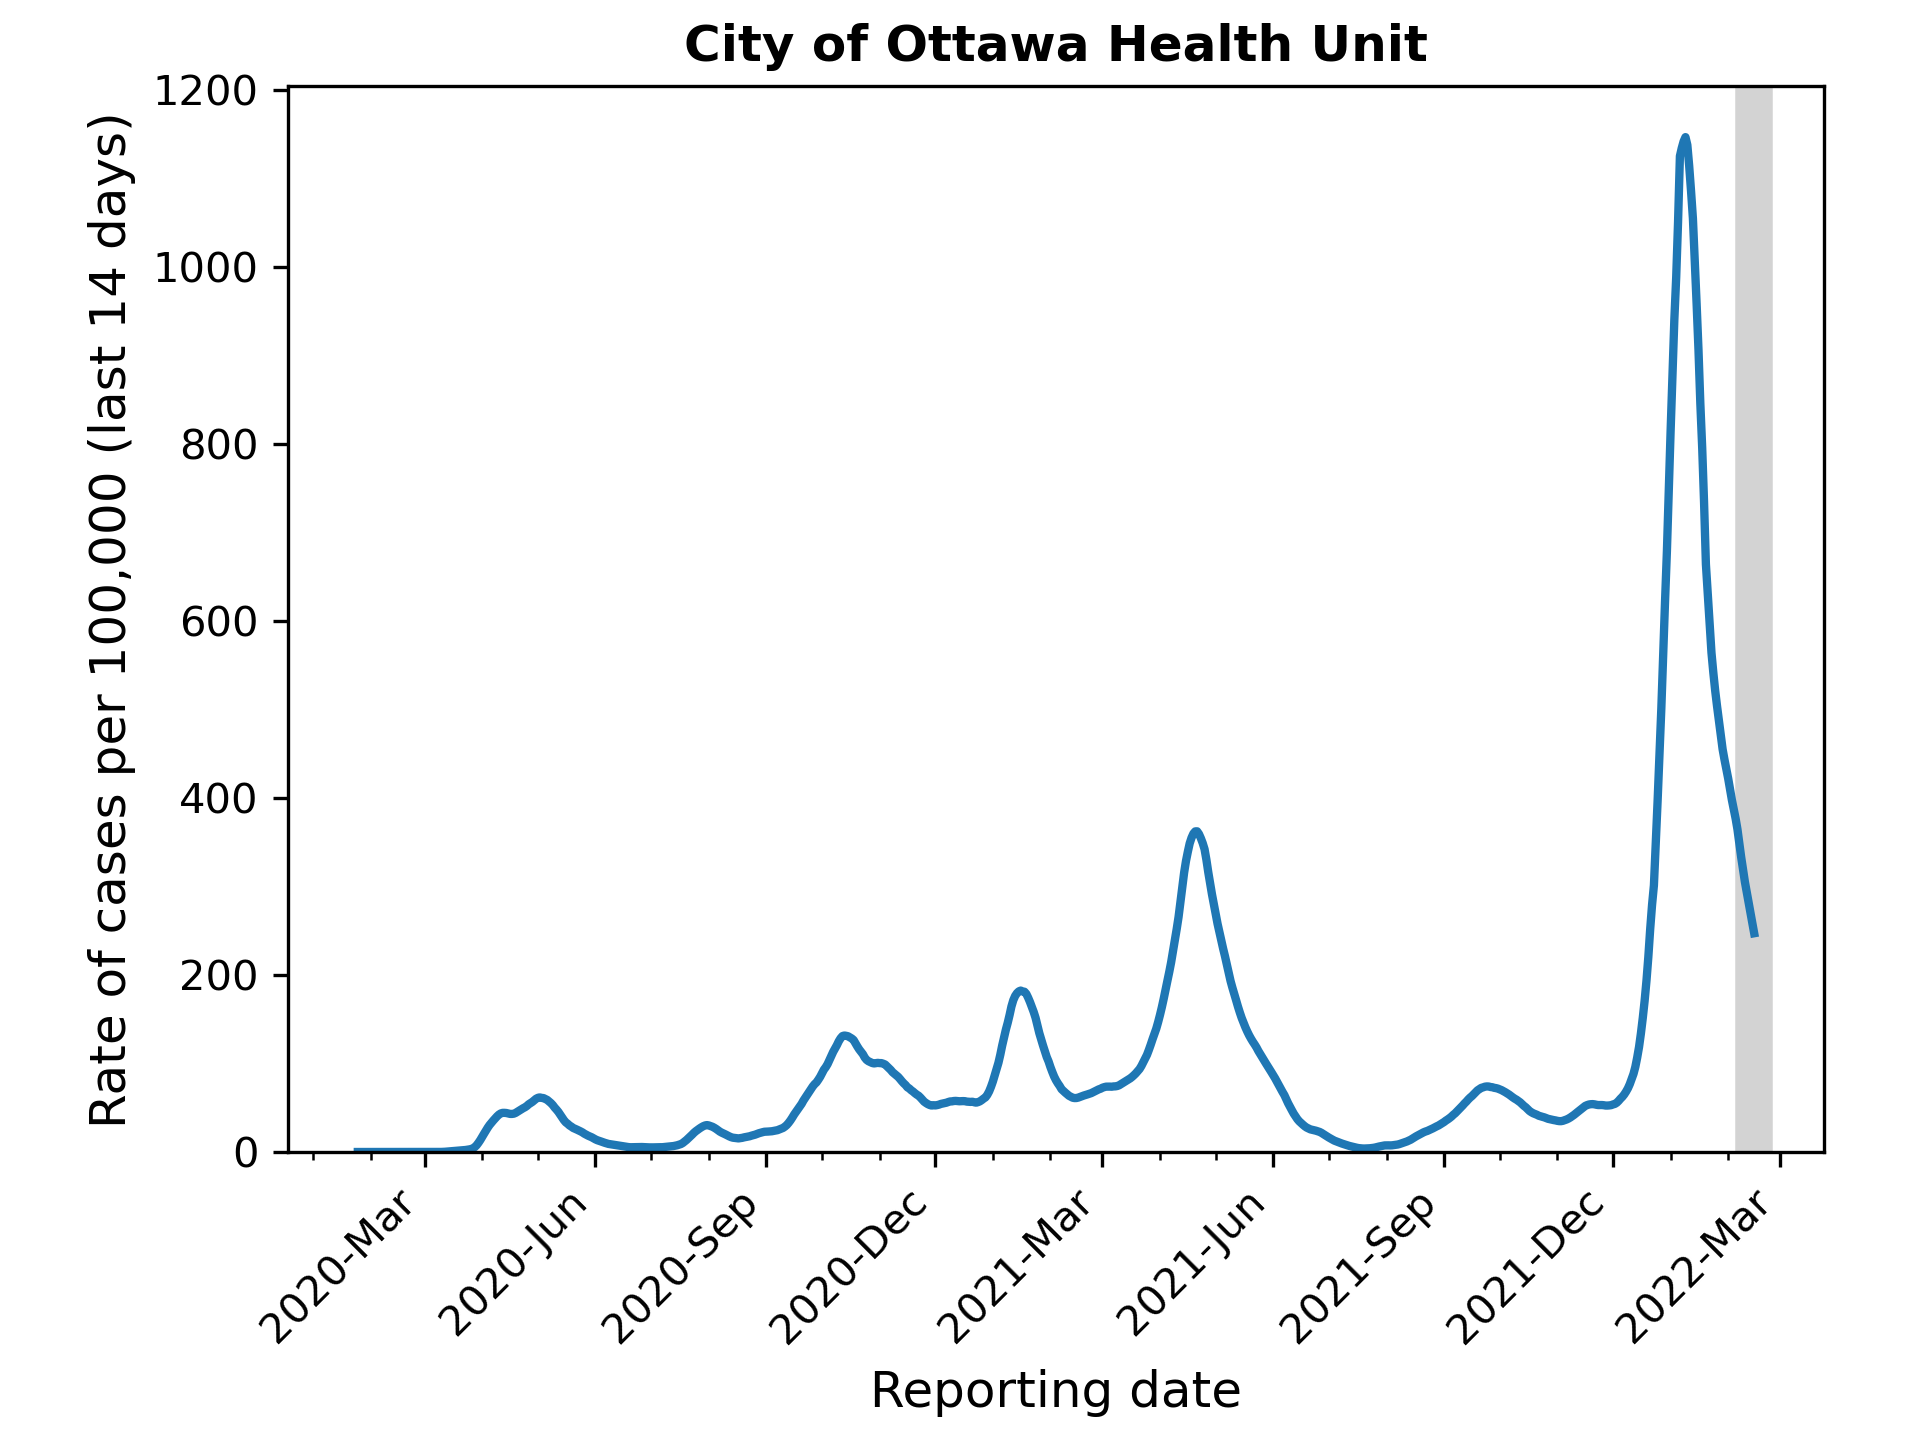 City of Ottawa Health Unit
Rate of cases per 100,000 (last 14 days)
1200
1000
800
600
400
200
0
2020-Mar
2020-Jun
2020-Sep
2020-Dec
2021-Mar
2021-Jun
2021-Sep
2021-Dec
2022-Mar
Reporting date